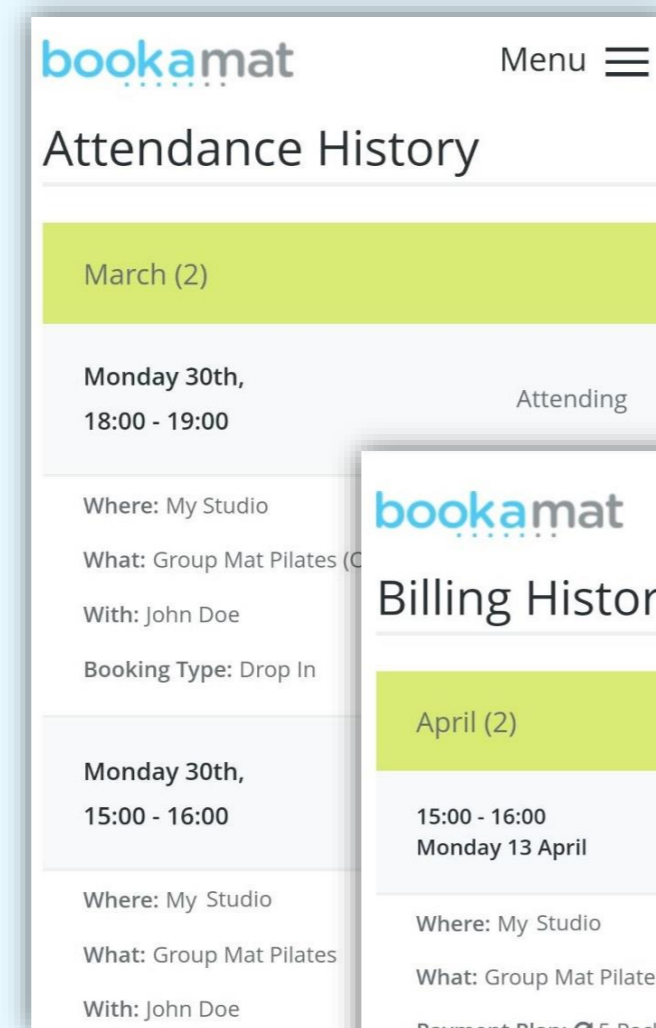 bookamat
Menu
Attendance History
March (2)
Monday 30th,
18:00 - 19:00
Attending
Where: My Studio
What: Group Mat Pilates
With: John Doe
Booking Type: Drop In
Monday 30th,
15:00 - 16:00
Where: My Studio
What: Group Mat Pilates
With: John Doe
bookamat
Billing
April (2)
15:00 - 16:00
Monday 13 April
Where: My Studio
What: Group Mat